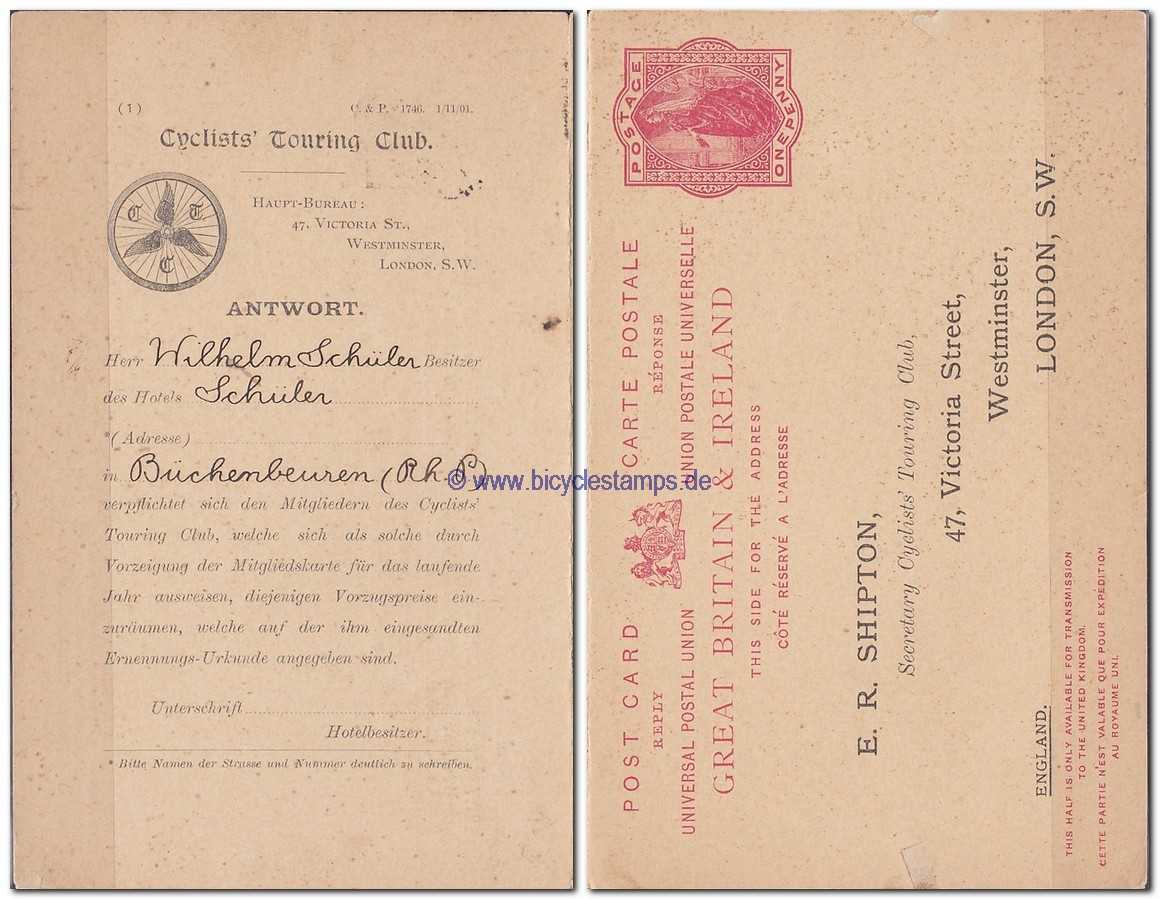 (1) C. & P. 1746. 1/11/01.
Cyclists' Touring Club.
C T C
HAUPT-BUREAU:
47, VICTORIA ST.,
WESTMINSTER,
LONDON, S.W.
ANTWORT.
Herr Wilhelm Schüler Besitzer
des Hotels Schüler
*(Adresse)
in Büchenbeuren (Rh. P)
verpflichtet sich den Mitgliedern des Cyclists'
Touring Club, welche sich als solche durch
Vorzeigung der Mitgliedskarte für das laufende
Jahr ausweisen, diejenigen Vorzugspreise ein-
zuräumen, welche auf der ihm eingesandten
Ernennungs-Urkunde angegeben sind.
Unterschrift
Hotelbesitzer.
Bitte Namen der Strasse und Nummer deutlich zu schreiben.
© www.bicyclestamps.de
POSTAGE
ONE PENNY
POST CARD CARTE POSTALE
REPLY RÉPONSE
UNIVERSAL POSTAL UNION UNION POSTALE UNIVERSELLE
GREAT BRITAIN & IRELAND
THIS SIDE FOR THE ADDRESS
CÔTÉ RÉSERVÉ À L'ADRESSE
E. R. SHIPTON,
Secretary Cyclists' Touring Club,
47, Victoria Street,
Westminster,
LONDON, S.W.
ENGLAND.
THIS HALF IS ONLY AVAILABLE FOR TRANSMISSION
TO THE UNITED KINGDOM.
CETTE PARTIE N'EST VALABLE QUE POUR EXPÉDITION
AU ROYAUME UNI.